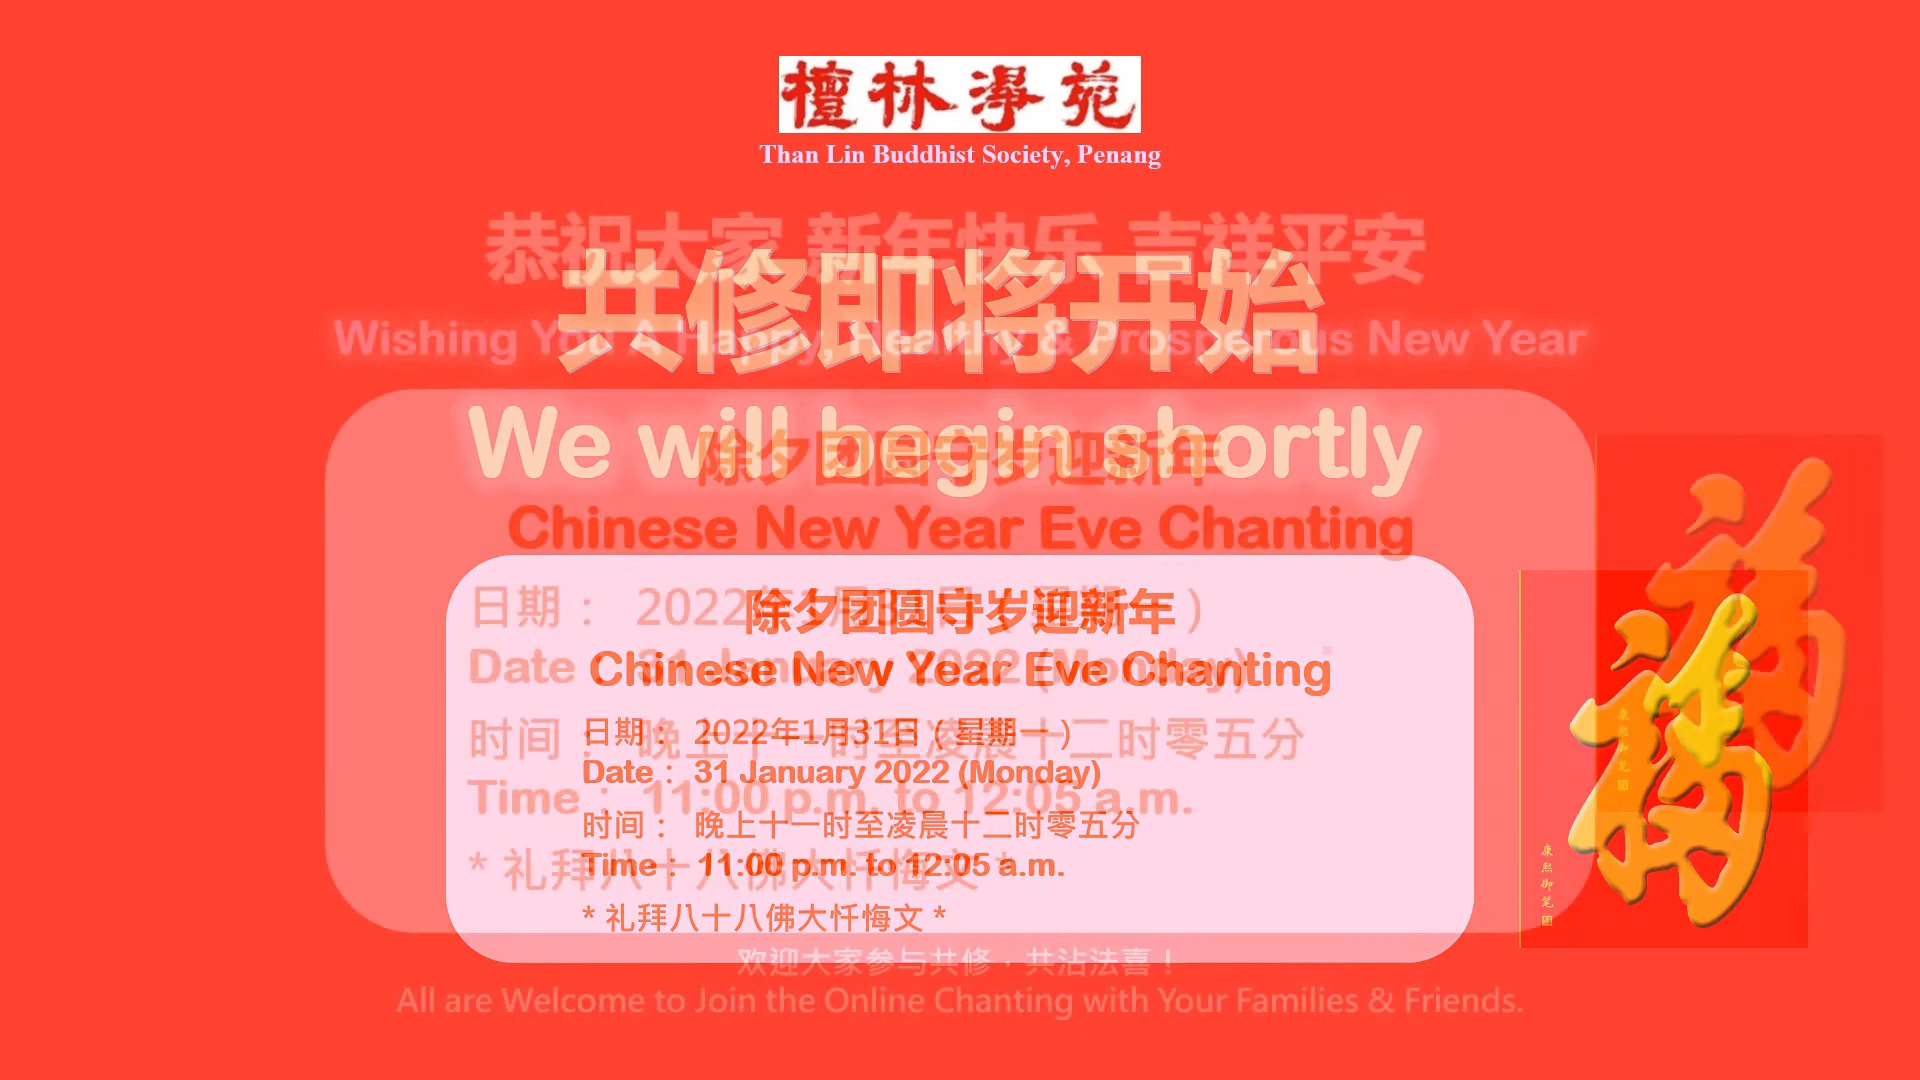 檀林淨苑
Than Lin Buddhist Society, Penang
恭祝大家 新年快乐 吉祥平安
共修即将开始
Wishing You A Happy, Healthy & Prosperous New Year
We will begin shortly
除夕团圆守岁迎新年
Chinese New Year Eve Chanting
日期： 2022年1月31日（星期一）
Date： 31 January 2022 (Monday)
时间： 晚上十一时至凌晨十二时零五分
Time： 11:00 p.m. to 12:05 a.m.
* 礼拜八十八佛大忏悔文 *
除夕团圆守岁迎新年
Chinese New Year Eve Chanting
日期： 2022年1月31日（星期一）
Date： 31 January 2022 (Monday)
时间： 晚上十一时至凌晨十二时零五分
Time： 11:00 p.m. to 12:05 a.m.
* 礼拜八十八佛大忏悔文 *
欢迎大家参与共修，共沾法喜！
All are Welcome to Join the Online Chanting with Your Families & Friends.
福
康熙御笔
福
康熙御笔